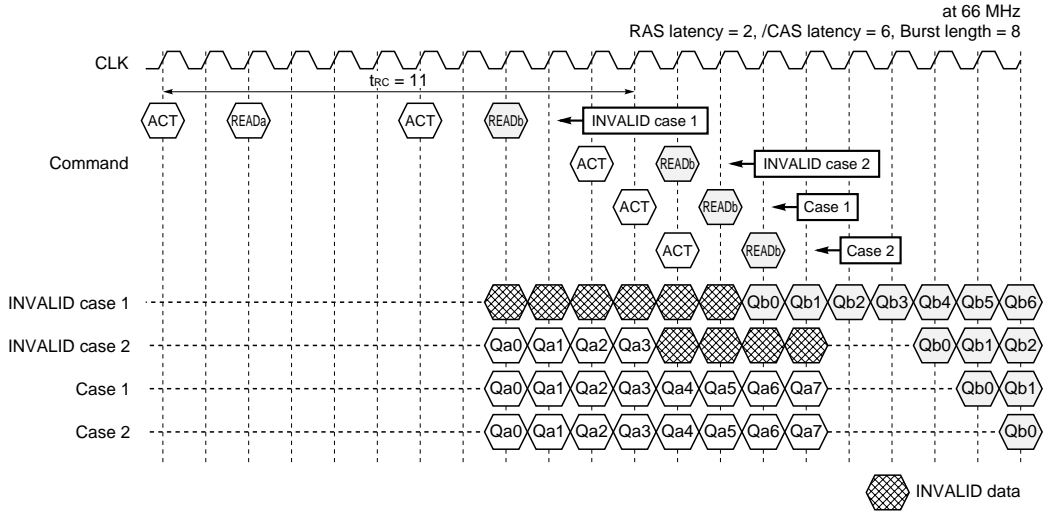 at 66 MHz
RAS latency = 2, /CAS latency = 6, Burst length = 8
CLK
tRC = 11
ACT READa ACT READb INVALID case 1
Command ACT READb INVALID case 2
ACT READb Case 1
ACT READb Case 2
INVALID case 1 Qb0 Qb1 Qb2 Qb3 Qb4 Qb5 Qb6
INVALID case 2 Qa0 Qa1 Qa2 Qa3 Qb0 Qb1 Qb2
Case 1 Qa0 Qa1 Qa2 Qa3 Qa4 Qa5 Qa6 Qa7 Qb0 Qb1
Case 2 Qa0 Qa1 Qa2 Qa3 Qa4 Qa5 Qa6 Qa7 Qb0
INVALID data